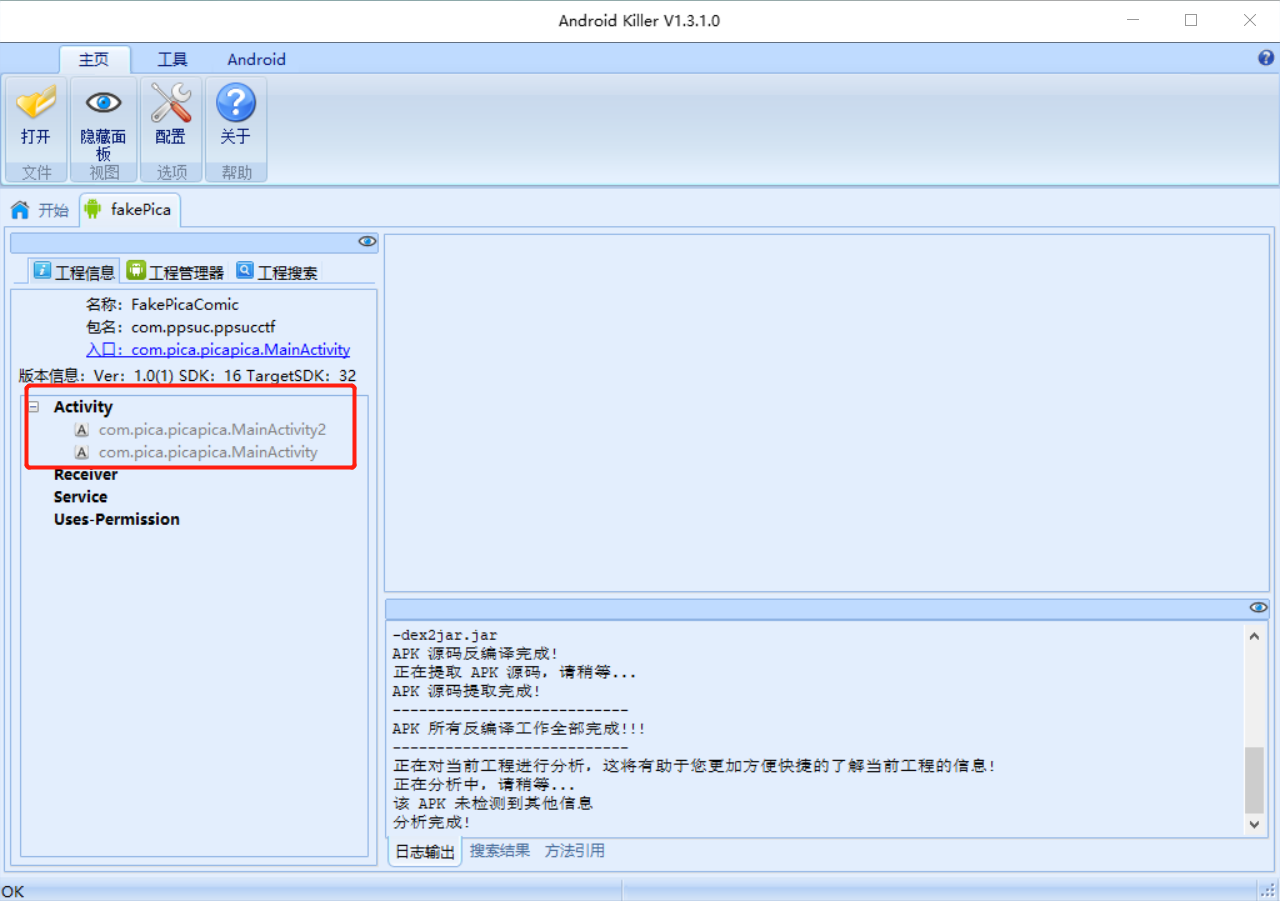 Android Killer V1.3.1.0
主页 工具 Android
打开 隐藏面板 配置 关于
文件 视图 选项 帮助
开始 fakePica
工程信息 工程管理器 工程搜索
名称: FakePicaComic
包名: com.ppsuc.ppsucctf
入口: com.pica.picapica.MainActivity
版本信息: Ver: 1.0(1) SDK: 16 TargetSDK: 32
Activity
A com.pica.picapica.MainActivity2
A com.pica.picapica.MainActivity
Receiver
Service
Uses-Permission
-dex2jar.jar
APK 源码反编译完成!
正在提取 APK 源码，请稍等...
APK 源码提取完成!
---------------------------
APK 所有反编译工作全部完成!!!
---------------------------
正在对当前工程进行分析，这将有助于您更加方便快捷的了解当前工程的信息!
正在分析中，请稍等...
该 APK 未检测到其他信息
分析完成!
日志输出 搜索结果 方法引用
OK